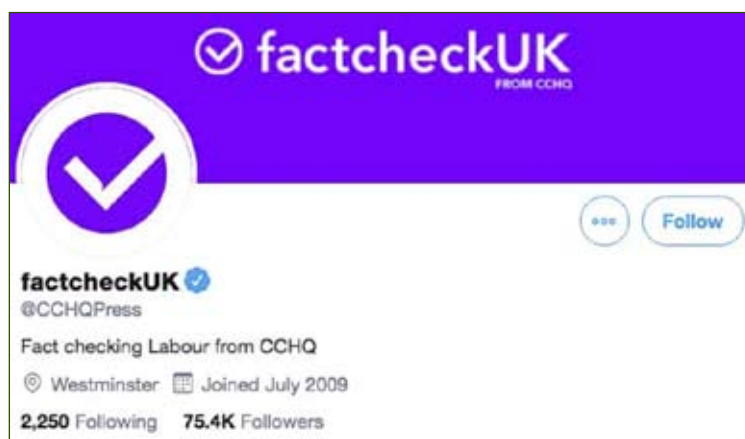 factcheckUK
FROM CCHQ
Follow
factcheckUK
@CCHQPress
Fact checking Labour from CCHQ
Westminster Joined July 2009
2,250 Following 75.4K Followers